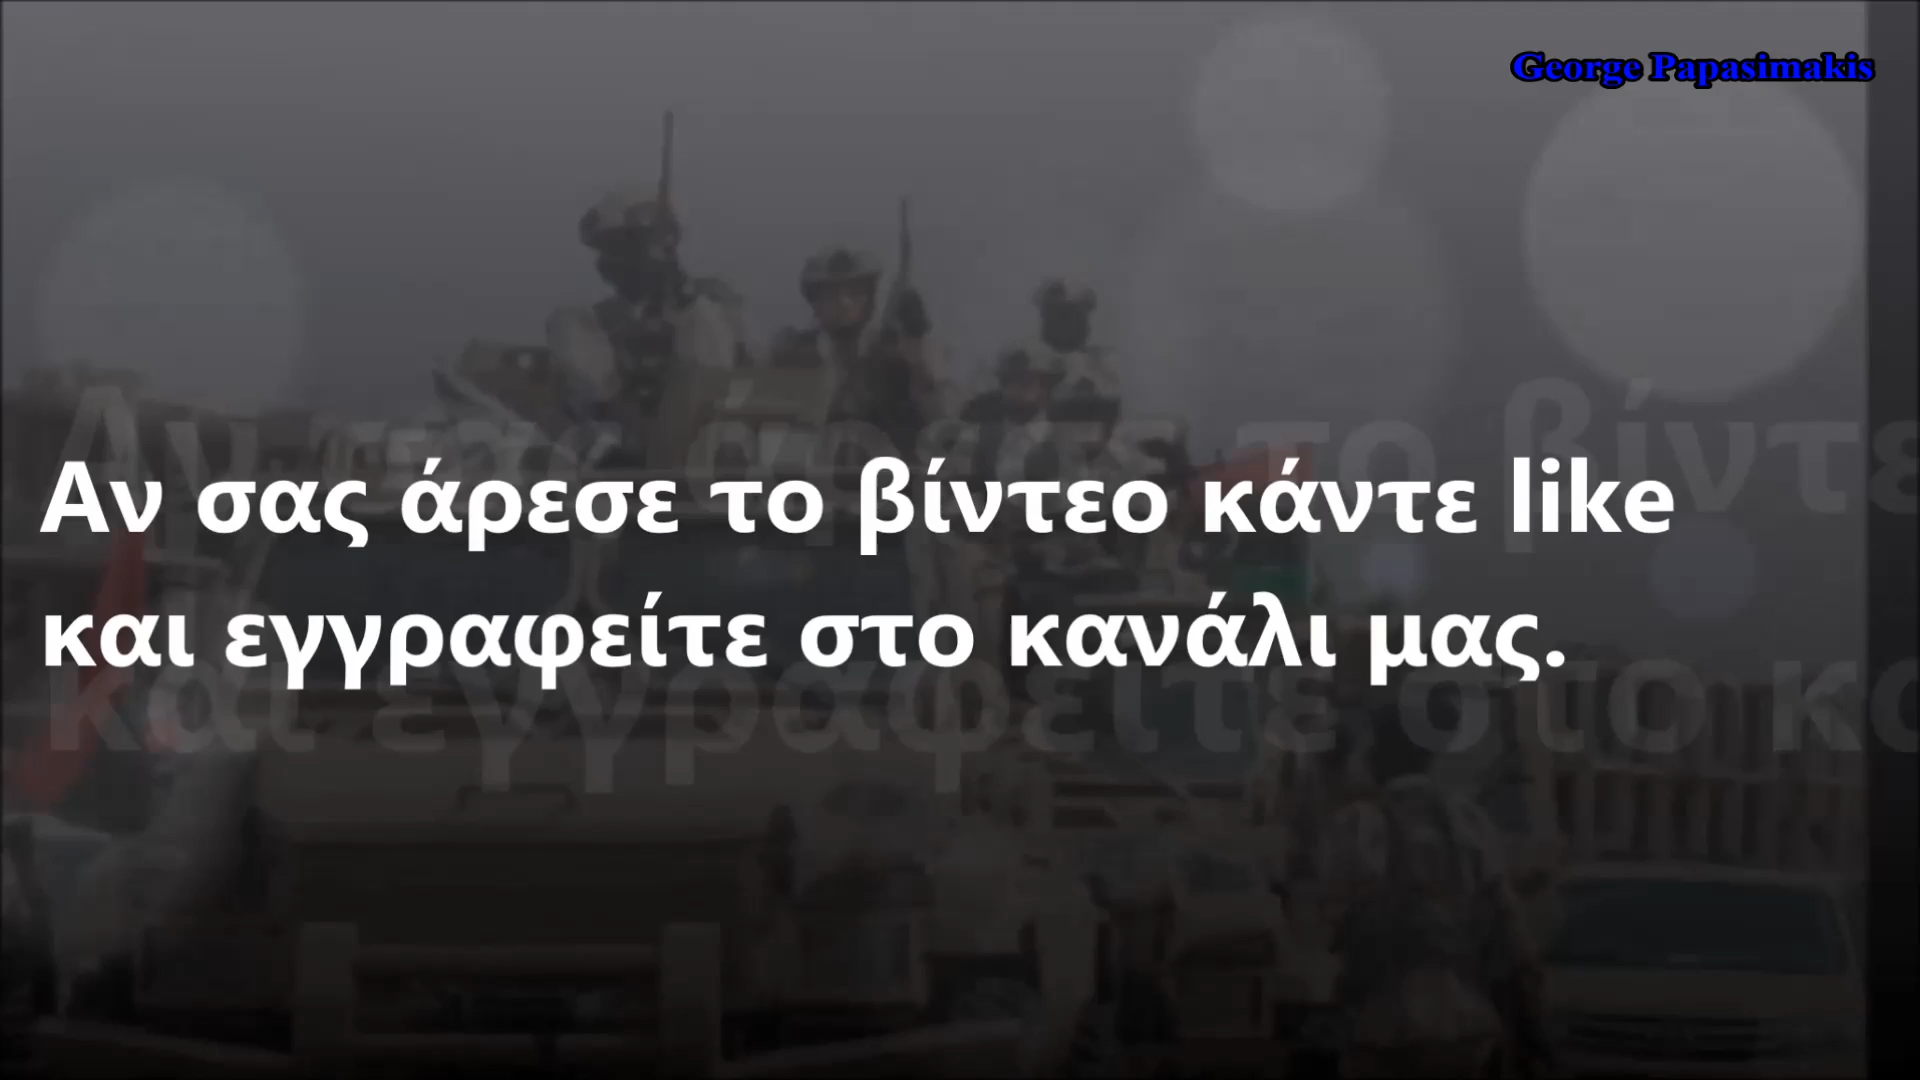 George Papasimakis
Αν σας άρεσε το βίντεο κάντε like
και εγγραφείτε στο κανάλι μας.